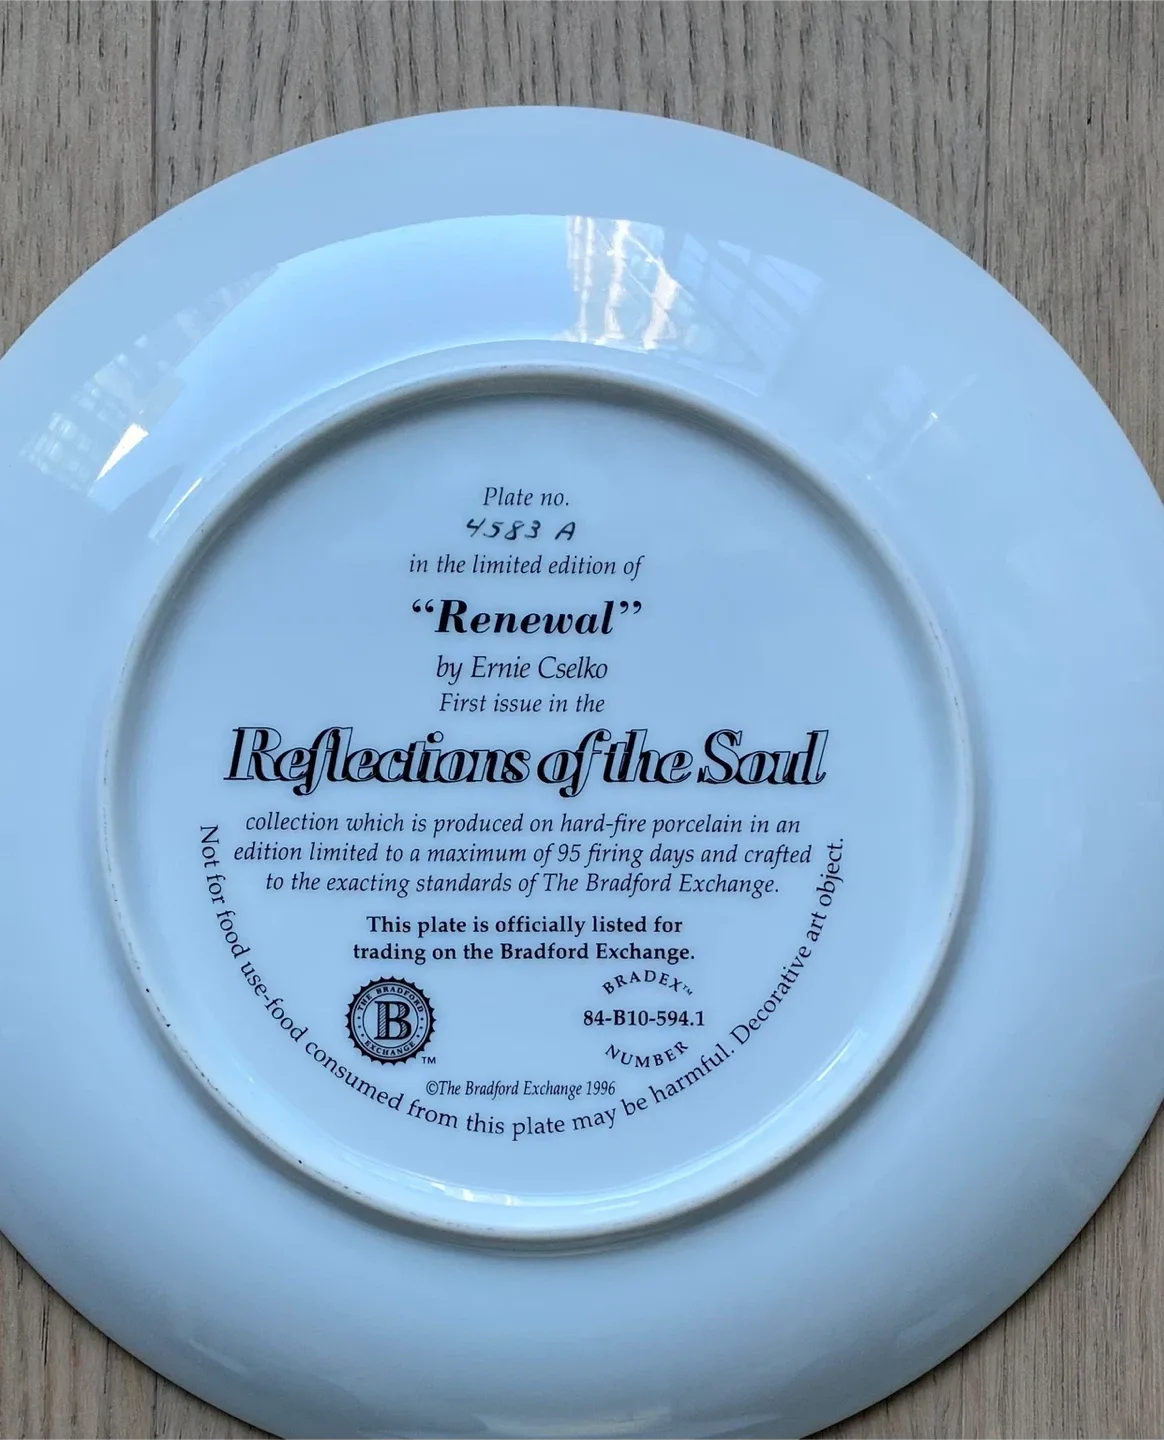 Plate no.
4583 A
in the limited edition of
“Renewal”
by Ernie Cselko
First issue in the
Reflections of the Soul
collection which is produced on hard-fire porcelain in an
edition limited to a maximum of 95 firing days and crafted
to the exacting standards of The Bradford Exchange.
This plate is officially listed for
trading on the Bradford Exchange.
THE BRADFORD
B
EXCHANGE
TM
BRADEX™
84-B10-594.1
NUMBER
©The Bradford Exchange 1996
Not for food use-food consumed from this plate may be harmful. Decorative art object.